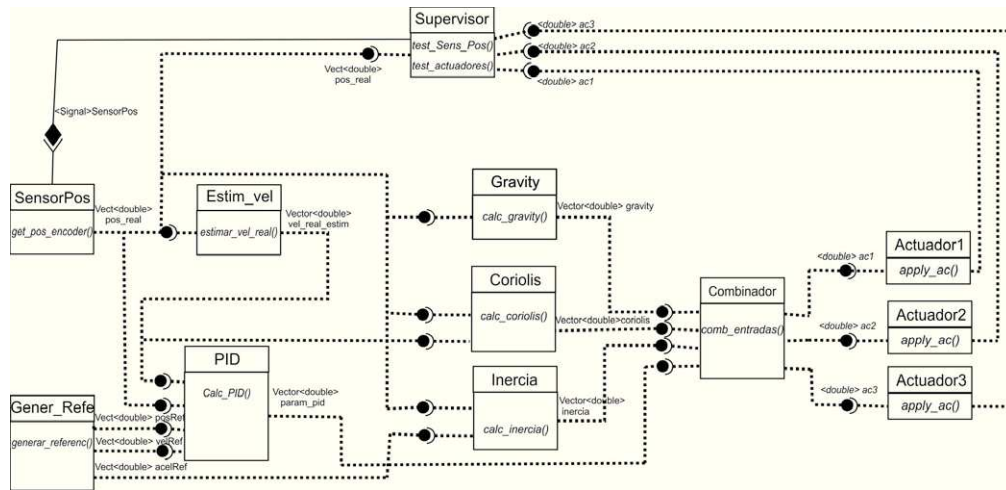 Supervisor
test_Sens_Pos()
test_actuadores()
<double> ac3
<double> ac2
<double> ac1
Vect<double>
pos_real
<Signal>SensorPos
SensorPos
get_pos_encoder()
Vect<double>
pos_real
Estim_vel
estimar_vel_real()
Vector<double>
vel_real_estim
Gravity
calc_gravity()
Vector<double> gravity
Coriolis
calc_coriolis()
Vector<double>coriolis
Inercia
calc_inercia()
Vector<double>
inercia
PID
Calc_PID()
Vector<double>
param_pid
Gener_Refe
generar_referenc()
Vect<double> posRef
Vect<double> velRef
Vect<double> acelRef
Combinador
comb_entradas()
<double> ac1
<double> ac2
<double> ac3
Actuador1
apply_ac()
Actuador2
apply_ac()
Actuador3
apply_ac()